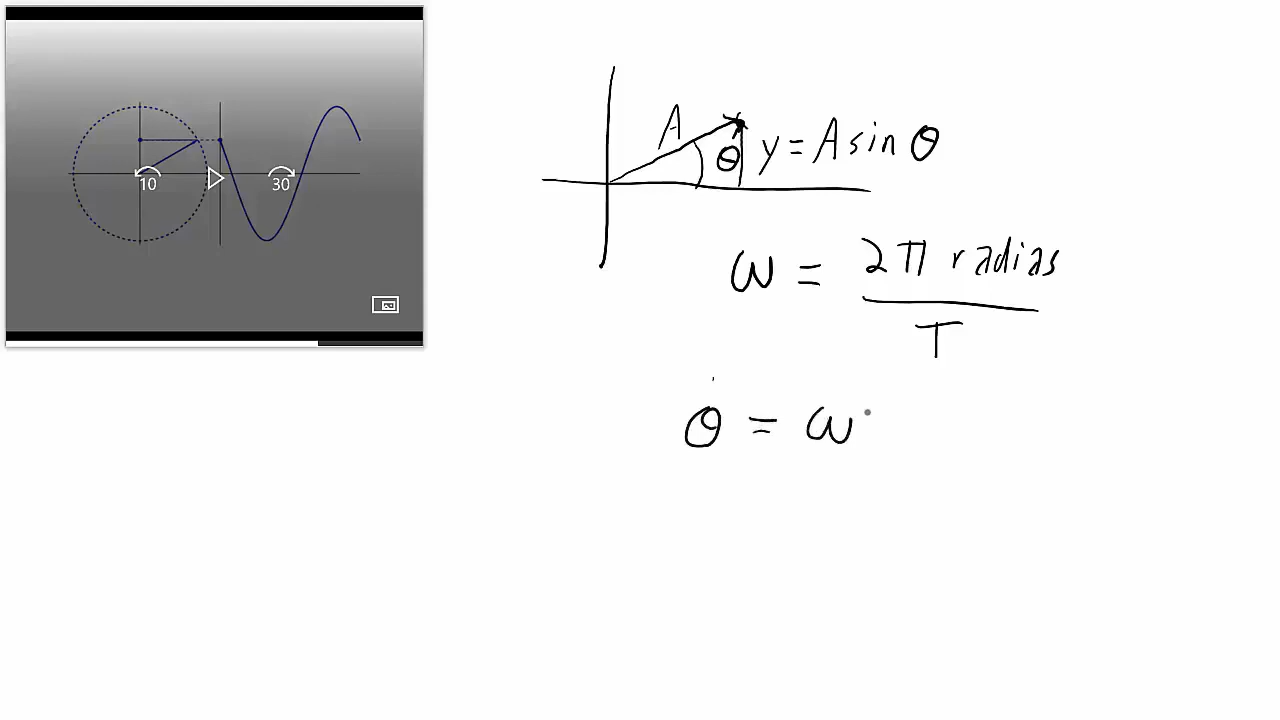 10
30
A
θ
y = A sin θ
ω = 2π radias
T
θ = ω